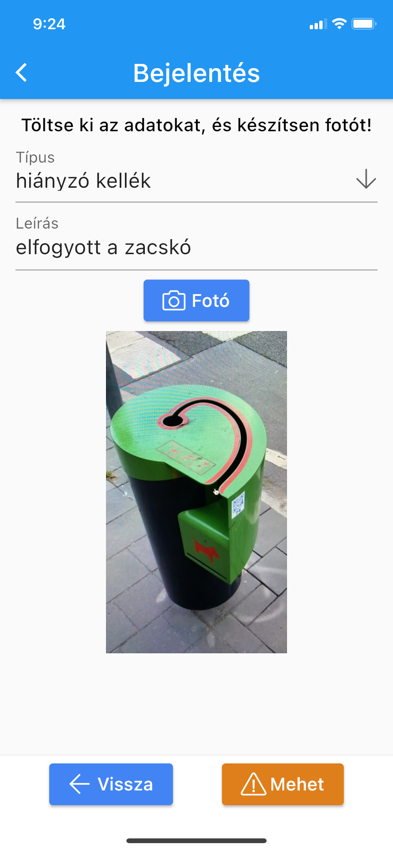 9:24
Bejelentés
Töltse ki az adatokat, és készítsen fotót!
Típus
hiányzó kellék
Leírás
elfogyott a zacskó
Fotó
Vissza
Mehet